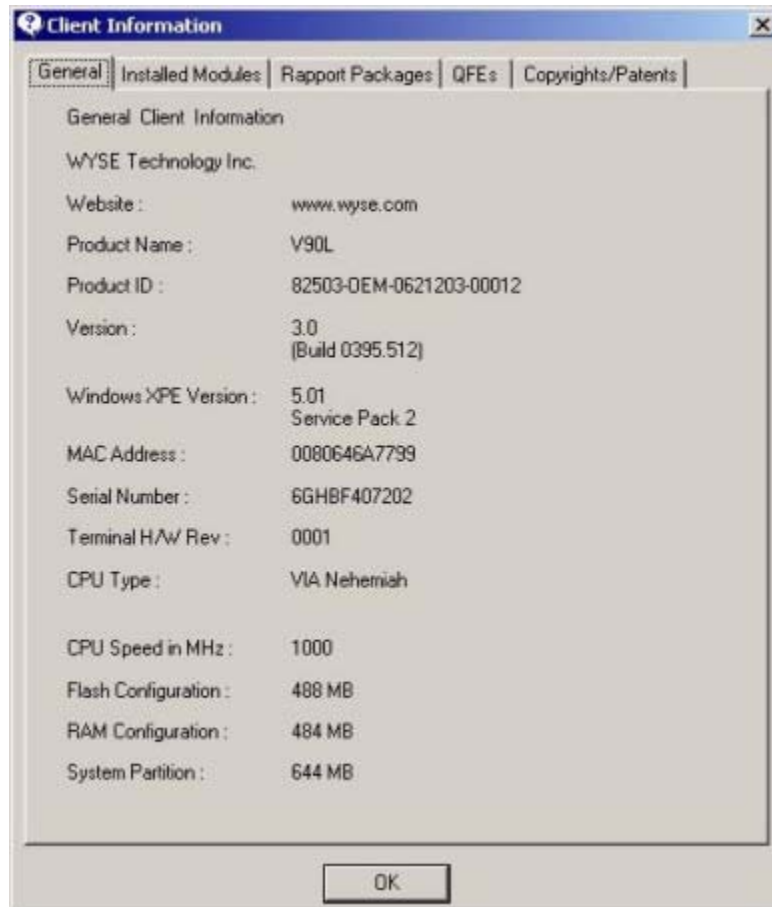 Client Information
General Installed Modules Rapport Packages QFEs Copyrights/Patents
General Client Information
WYSE Technology Inc.
Website : www.wyse.com
Product Name : V90L
Product ID : 82503-OEM-0621203-00012
Version : 3.0
(Build 0395.512)
Windows XPE Version : 5.01
Service Pack 2
MAC Address : 0080646A7799
Serial Number : 6GHBF407202
Terminal H/W Rev : 0001
CPU Type : VIA Nehemiah
CPU Speed in MHz : 1000
Flash Configuration : 488 MB
RAM Configuration : 484 MB
System Partition : 644 MB
OK